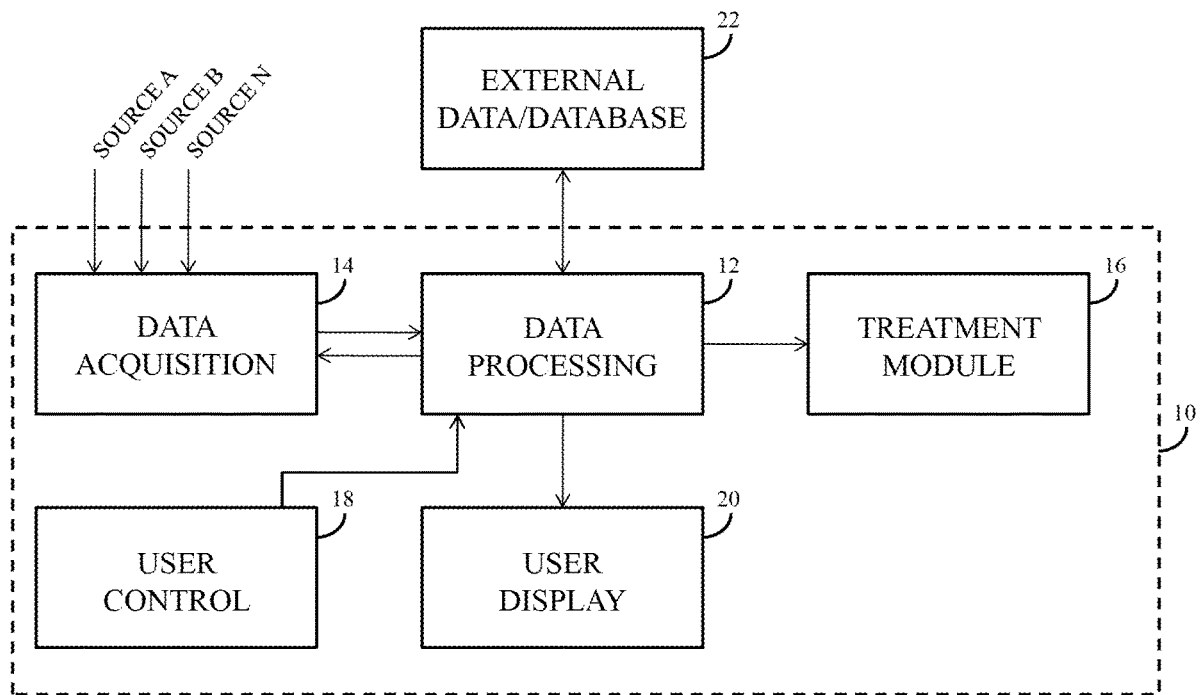 22
EXTERNAL
DATA/DATABASE
SOURCE A
SOURCE B
SOURCE N
14
DATA
ACQUISITION
12
DATA
PROCESSING
16
TREATMENT
MODULE
10
18
USER
CONTROL
20
USER
DISPLAY